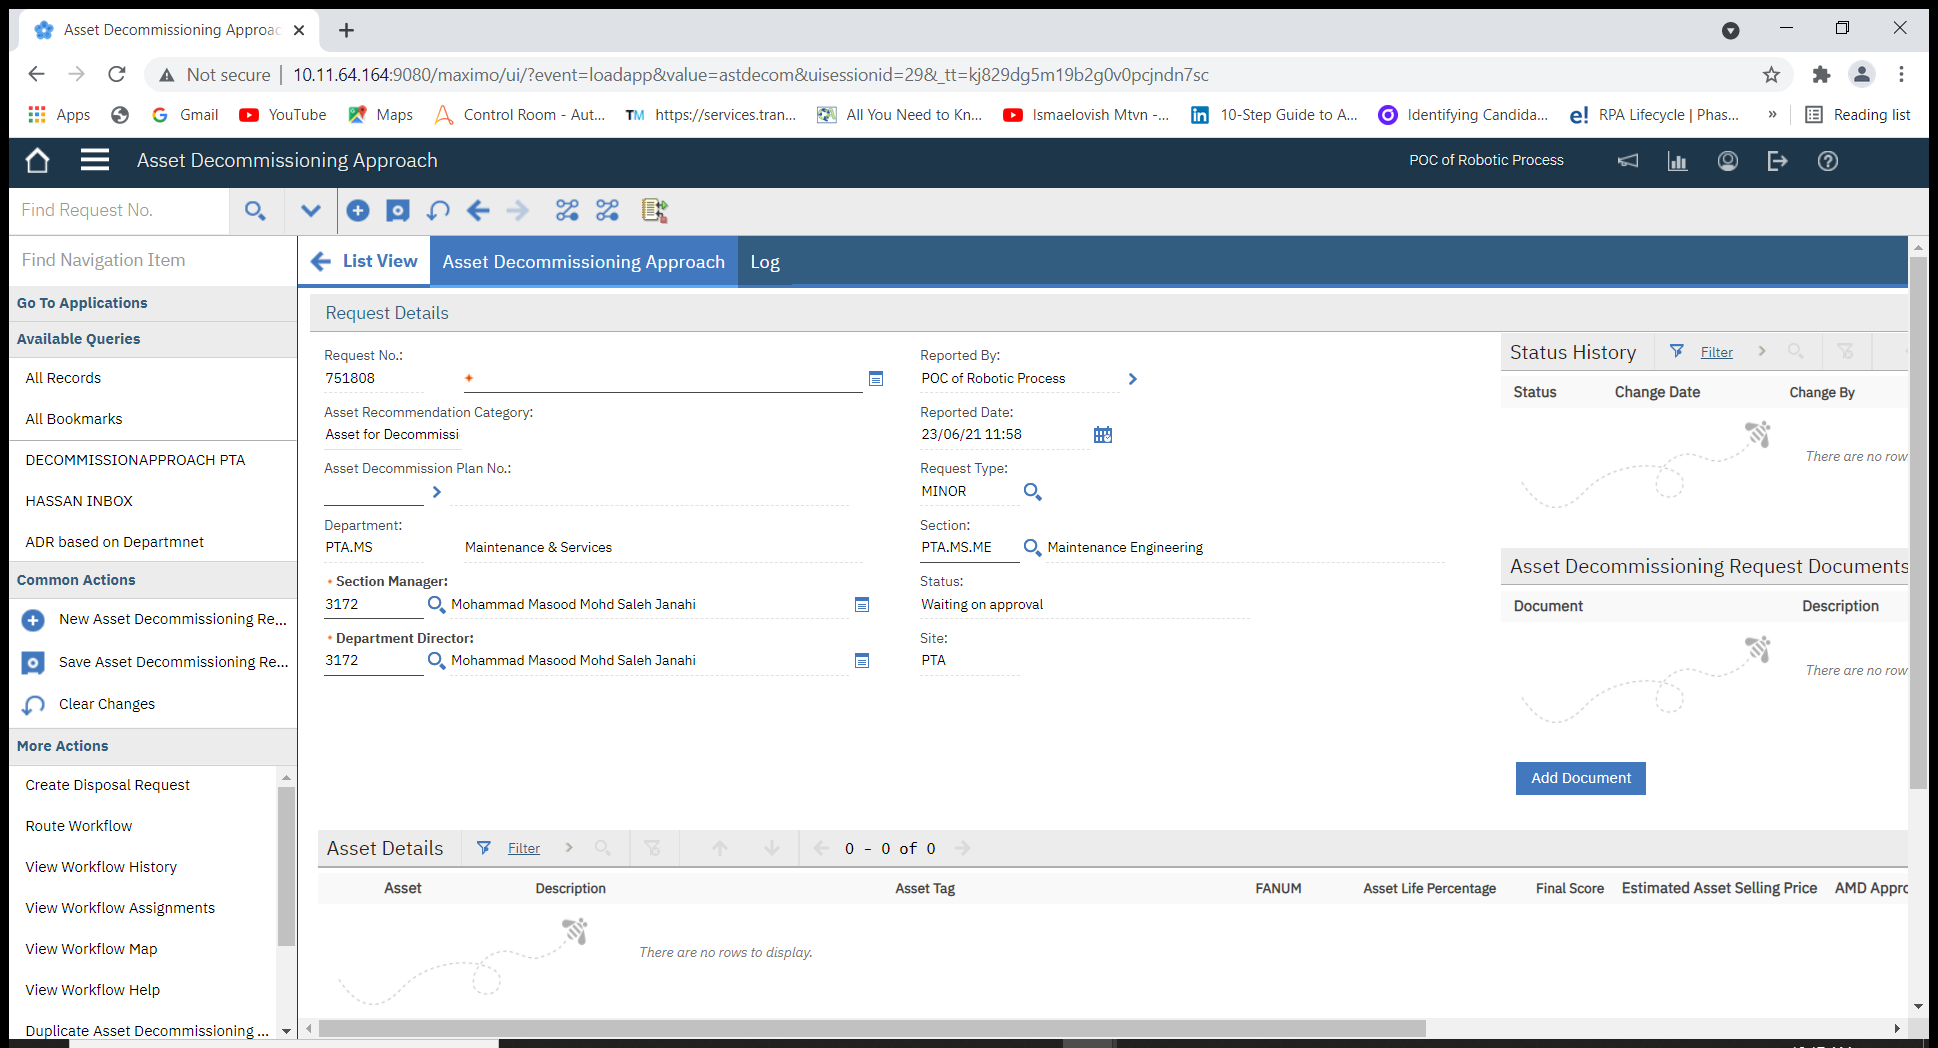 Asset Decommissioning Approac
Not secure | 10.11.64.164:9080/maximo/ui/?event=loadapp&value=astdecom&uisessionid=29&_tt=kj829dg5m19b2g0v0pcjndn7sc
Apps Gmail YouTube Maps Control Room - Aut... TM https://services.tran... All You Need to Kn... Ismaelovish Mtvn -... in 10-Step Guide to A... Identifying Candida... e! RPA Lifecycle | Phas... » Reading list
Asset Decommissioning Approach POC of Robotic Process
Find Request No.
Find Navigation Item
Go To Applications
Available Queries
All Records
All Bookmarks
DECOMMISSIONAPPROACH PTA
HASSAN INBOX
ADR based on Departmnet
Common Actions
New Asset Decommissioning Re...
Save Asset Decommissioning Re...
Clear Changes
More Actions
Create Disposal Request
Route Workflow
View Workflow History
View Workflow Assignments
View Workflow Map
View Workflow Help
Duplicate Asset Decommissioning ...
List View Asset Decommissioning Approach Log
Request Details
Request No.:
751808
Asset Recommendation Category:
Asset for Decommissi
Asset Decommission Plan No.:
Department:
PTA.MS Maintenance & Services
* Section Manager:
3172 Mohammad Masood Mohd Saleh Janahi
* Department Director:
3172 Mohammad Masood Mohd Saleh Janahi
Reported By:
POC of Robotic Process
Reported Date:
23/06/21 11:58
Request Type:
MINOR
Section:
PTA.MS.ME Maintenance Engineering
Status:
Waiting on approval
Site:
PTA
Status History Filter
Status Change Date Change By
There are no row
Asset Decommissioning Request Documents
Document Description
There are no row
Add Document
Asset Details Filter 0 - 0 of 0
Asset Description Asset Tag FANUM Asset Life Percentage Final Score Estimated Asset Selling Price AMD Appro
There are no rows to display.